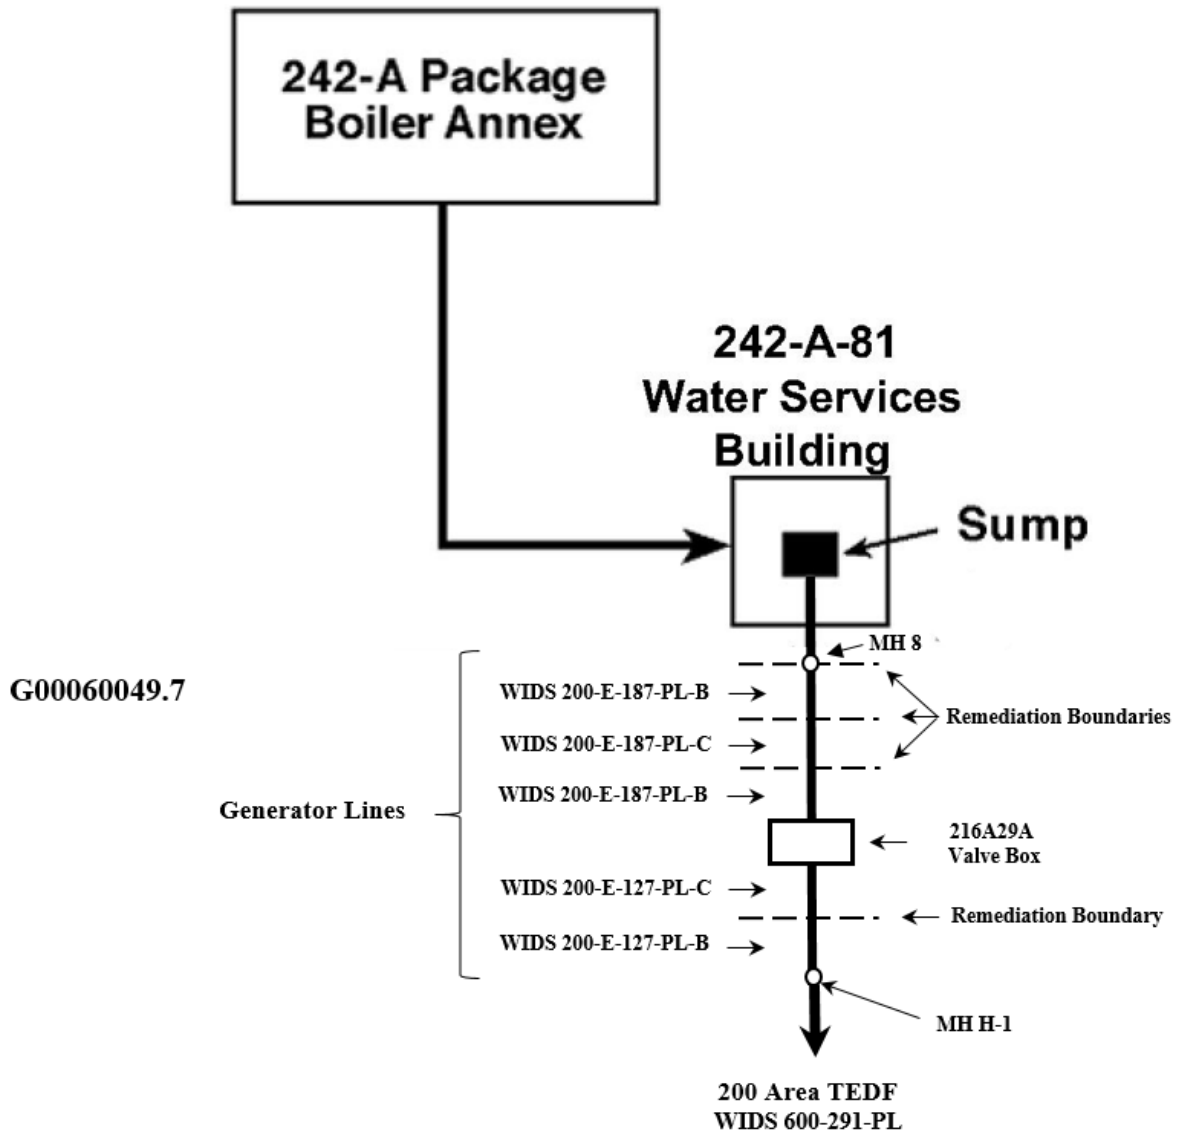 242-A Package
Boiler Annex
242-A-81
Water Services
Building
Sump
MH 8
G00060049.7
WIDS 200-E-187-PL-B
Remediation Boundaries
WIDS 200-E-187-PL-C
WIDS 200-E-187-PL-B
Generator Lines
216A29A
Valve Box
WIDS 200-E-127-PL-C
Remediation Boundary
WIDS 200-E-127-PL-B
MH H-1
200 Area TEDF
WIDS 600-291-PL